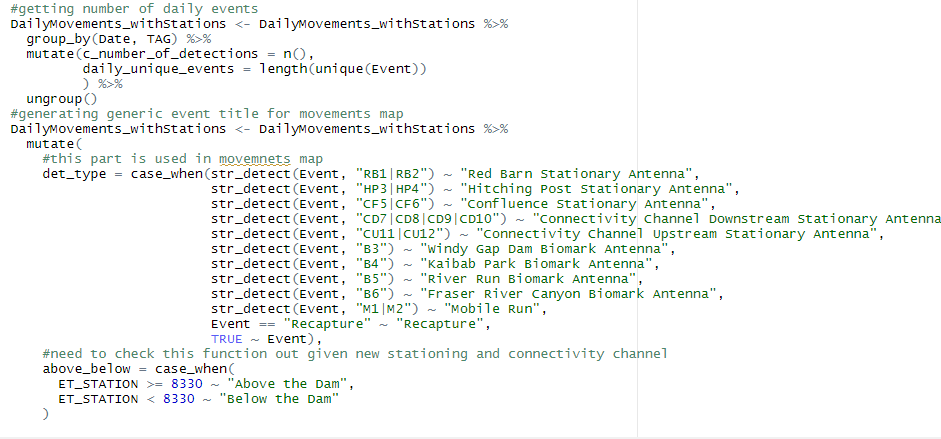 #getting number of daily events
DailyMovements_withStations <- DailyMovements_withStations %>%
  group_by(Date, TAG) %>%
  mutate(c_number_of_detections = n(),
         daily_unique_events = length(unique(Event))
         ) %>%
  ungroup()
#generating generic event title for movements map
DailyMovements_withStations <- DailyMovements_withStations %>%
  mutate(
    #this part is used in movemnets map
    det_type = case_when(str_detect(Event, "RB1|RB2") ~ "Red Barn Stationary Antenna",
                         str_detect(Event, "HP3|HP4") ~ "Hitching Post Stationary Antenna",
                         str_detect(Event, "CF5|CF6") ~ "Confluence Stationary Antenna",
                         str_detect(Event, "CD7|CD8|CD9|CD10") ~ "Connectivity Channel Downstream Stationary Antenna
                         str_detect(Event, "CU11|CU12") ~ "Connectivity Channel Upstream Stationary Antenna",
                         str_detect(Event, "B3") ~ "Windy Gap Dam Biomark Antenna",
                         str_detect(Event, "B4") ~ "Kaibab Park Biomark Antenna",
                         str_detect(Event, "B5") ~ "River Run Biomark Antenna",
                         str_detect(Event, "B6") ~ "Fraser River Canyon Biomark Antenna",
                         str_detect(Event, "M1|M2") ~ "Mobile Run",
                         Event == "Recapture" ~ "Recapture",
                         TRUE ~ Event),
    #need to check this function out given new stationing and connectivity channel
    above_below = case_when(
      ET_STATION >= 8330 ~ "Above the Dam",
      ET_STATION < 8330 ~ "Below the Dam"
    )